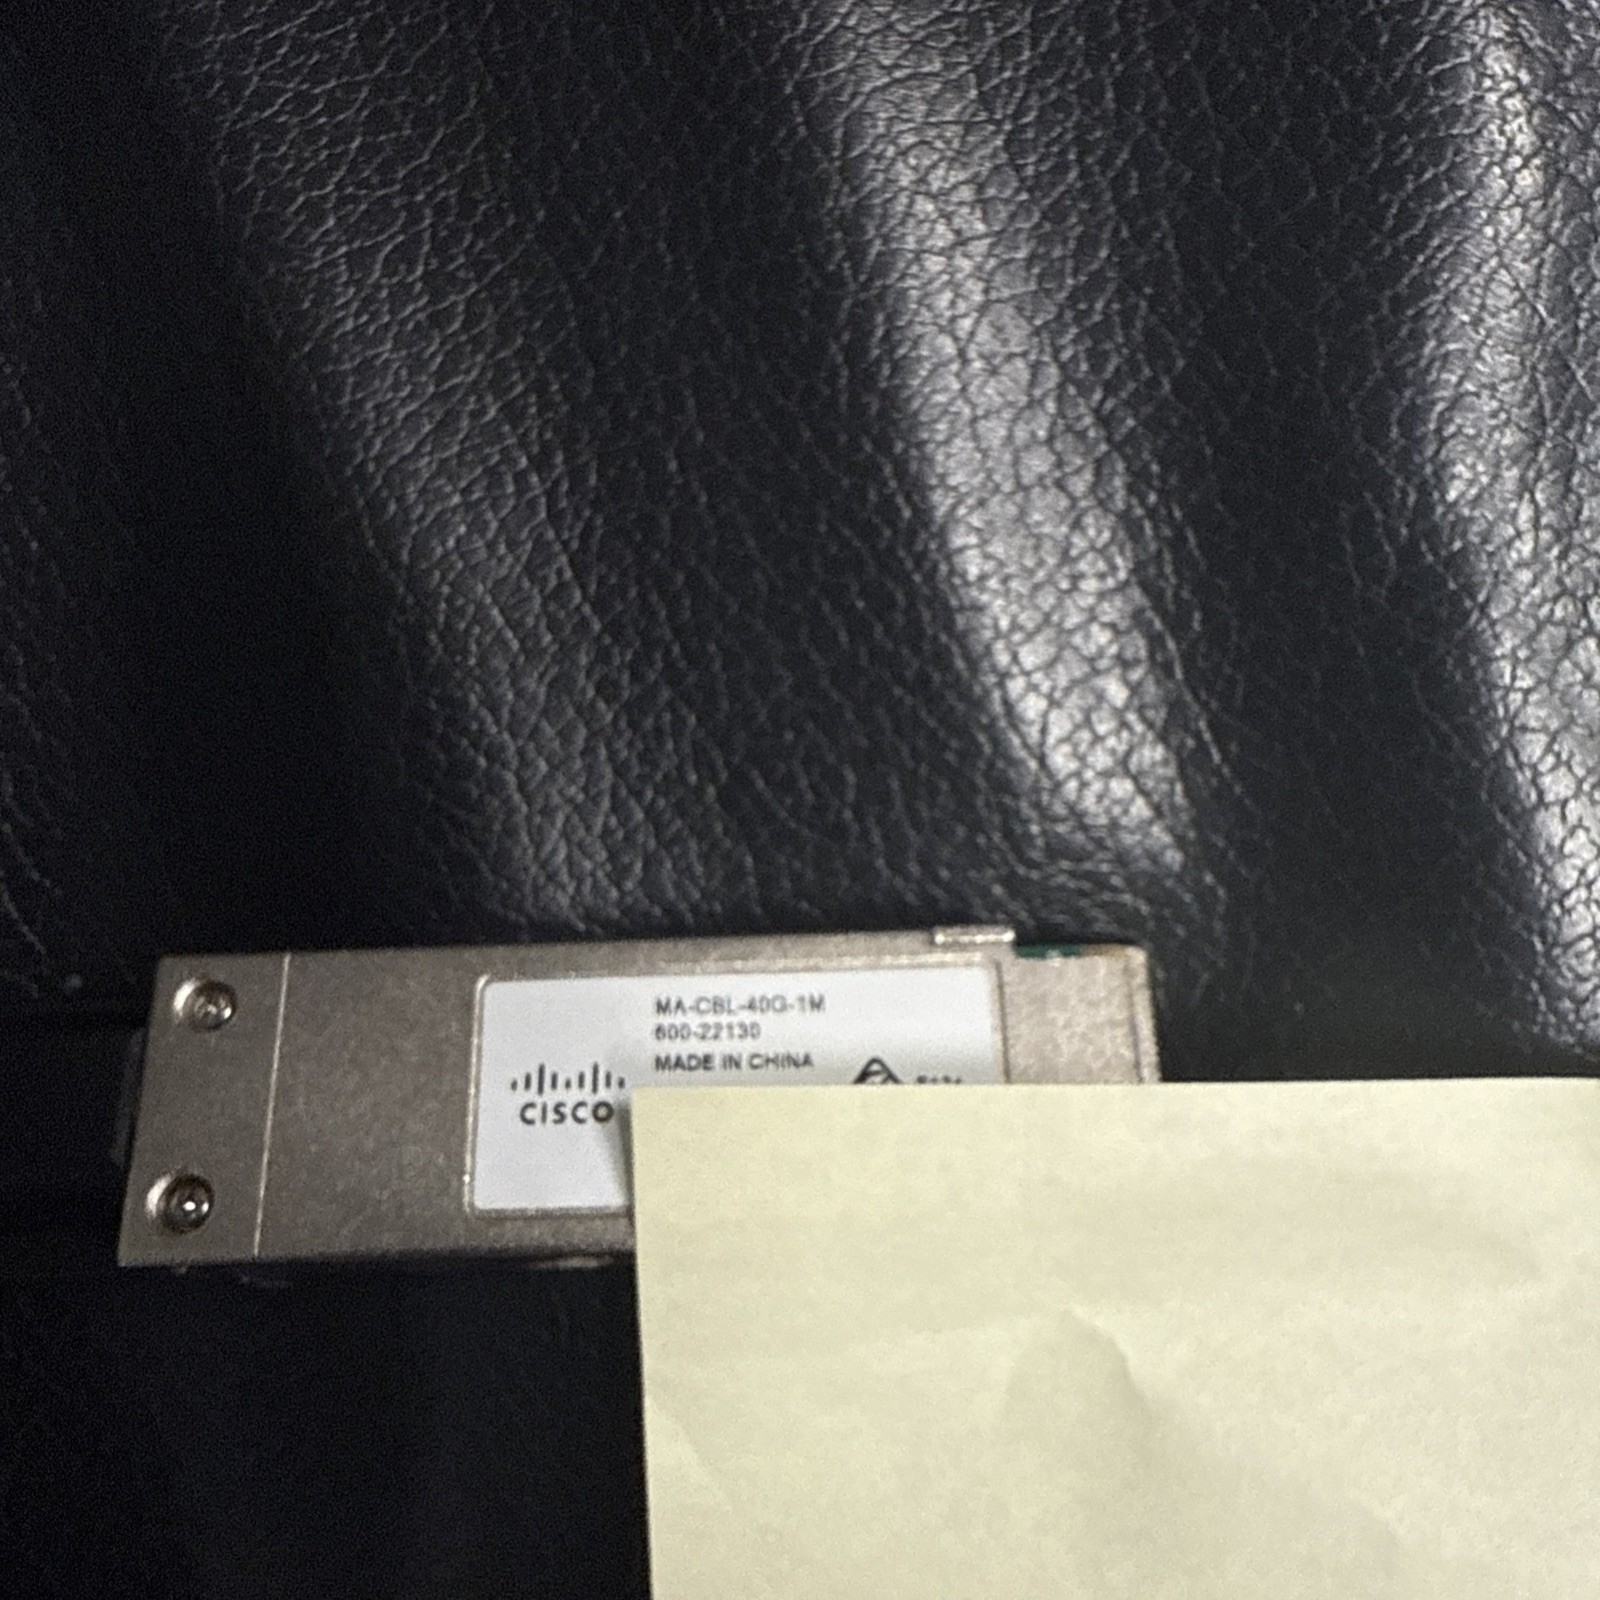 MA-CBL-40G-1M
600-22130
MADE IN CHINA
CISCO